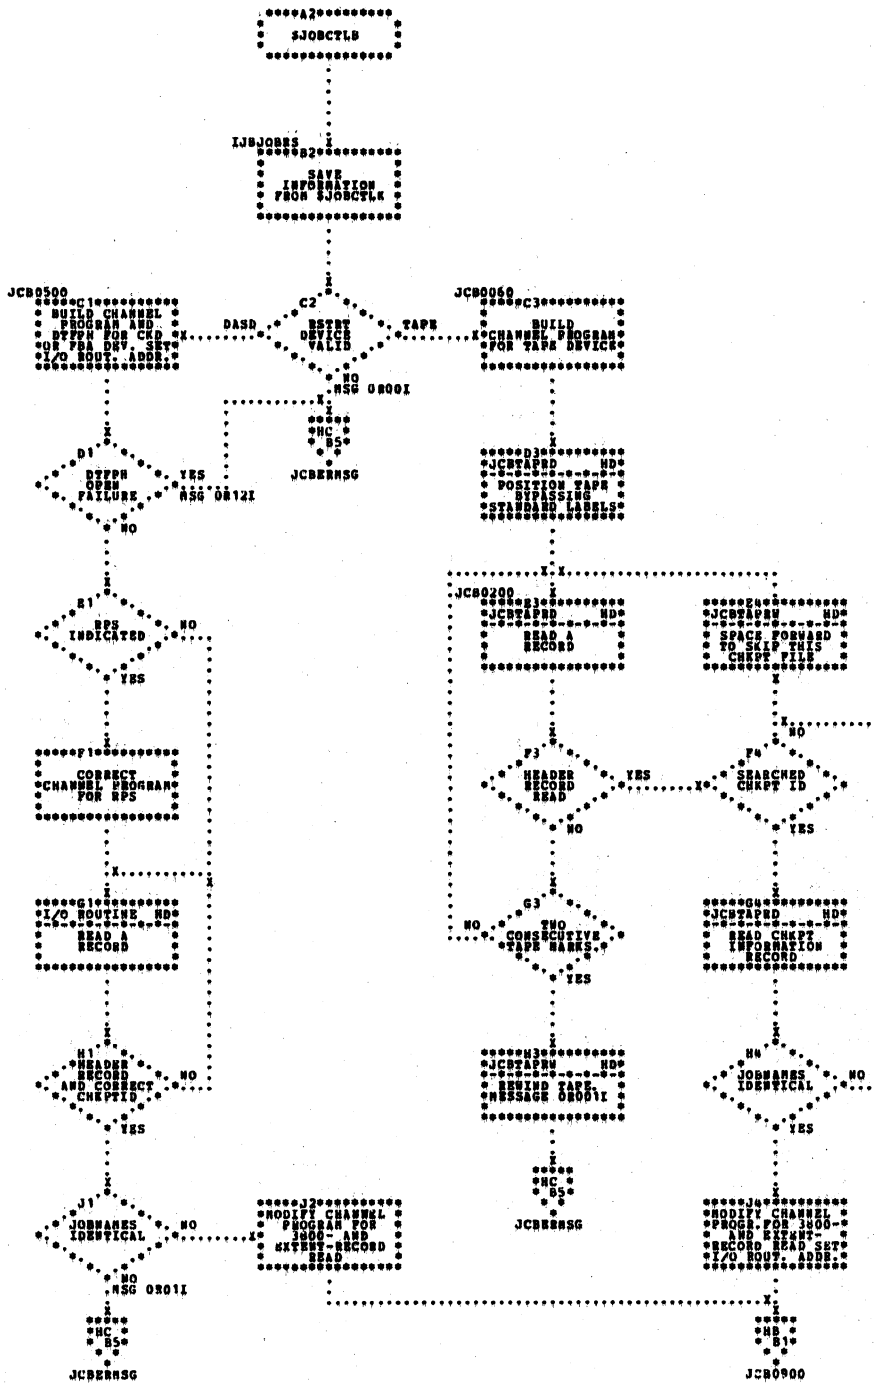 A2
$JOBCTLB
IJBJOBRS
B2
SAVE
INFORMATION
FROM $JOBCTLK
JCB0500
C1
BUILD CHANNEL
PROGRAM AND
DTFPH FOR CKD
OR FBA DEV. SET
I/O ROUT. ADDR.
DASD
C2
RSTRT
DEVICE
VALID
TAPE
JCB0060
C3
BUILD
CHANNEL PROGRAM
FOR TAPE DEVICE
NO
MSG 0R00I
HC
B5
JCBERMSG
D1
DTFPH
OPEN
FAILURE
YES
MSG 0R12I
NO
D3
JCBTAPRD HD
POSITION TAPE
BYPASSING
STANDARD LABELS
E1
RPS
INDICATED
NO
YES
JCB0200
E3
JCBTAPRD HD
READ A
RECORD
E4
JCBTAPRW HD
SPACE FORWARD
TO SKIP THIS
CHKPT FILE
F1
CORRECT
CHANNEL PROGRAM
FOR RPS
F3
HEADER
RECORD
READ
YES
NO
F4
SEARCHED
CHKPT ID
NO
YES
G1
I/O ROUTINE HD
READ A
RECORD
G3
TWO
CONSECUTIVE
TAPE MARKS
NO
YES
G4
JCBTAPRD HD
READ CHKPT
INFORMATION
RECORD
H1
HEADER
RECORD
AND CORRECT
CHKPTID
NO
YES
H3
JCBTAPRW HD
REWIND TAPE
MESSAGE 0R001I
HC
B5
JCBERMSG
H4
JOBNAMES
IDENTICAL
NO
YES
J1
JOBNAMES
IDENTICAL
NO
NO
MSG 0R01I
HC
B5
JCBERMSG
J2
MODIFY CHANNEL
PROGRAM FOR
3800- AND
EXTENT-RECORD
READ
J4
MODIFY CHANNEL
PROGR.FOR 3800-
AND EXTENT-
RECORD READ SET
I/O ROUT. ADDR.
HB
B1
JCB0900